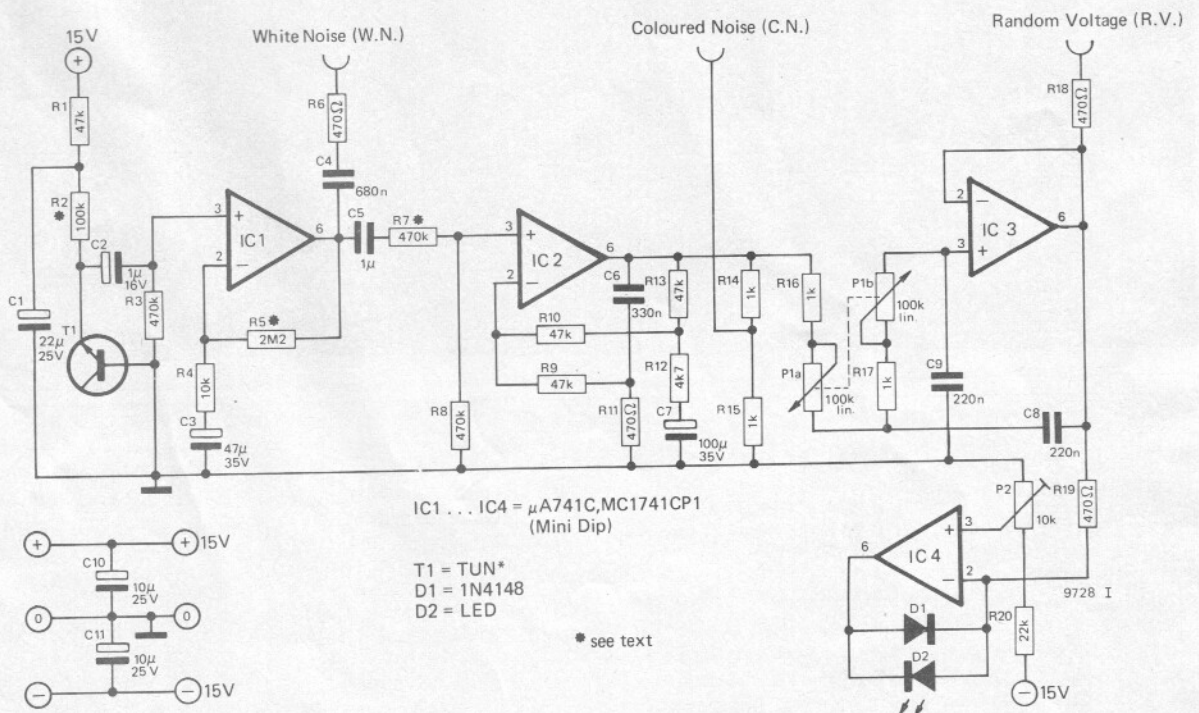 White Noise (W.N.)
Coloured Noise (C.N.)
Random Voltage (R.V.)
15V
+
R1
47k
R2
*
100k
C2
1µ
16V
R3
470k
C1
22µ
25V
T1
R4
10k
C3
47µ
35V
R5*
2M2
3
+
2
−
IC1
6
R6
470Ω
C4
680n
C5
1µ
R7*
470k
R8
470k
3
+
2
−
IC2
6
C6
330n
R10
47k
R9
47k
R11
470Ω
R13
47k
R12
4k7
C7
100µ
35V
R14
1k
R15
1k
R16
1k
P1a
100k
lin.
P1b
100k
lin.
R17
1k
C9
220n
2
−
3
+
IC 3
6
R18
470Ω
C8
220n
R19
470Ω
P2
10k
R20
22k
−
15V
6
IC4
+
3
−
2
D1
D2
9728 I
IC1 . . . IC4 = µA741C,MC1741CP1
(Mini Dip)
T1 = TUN*
D1 = 1N4148
D2 = LED
* see text
+
+
15V
C10
10µ
25V
0
0
C11
10µ
25V
−
−
15V